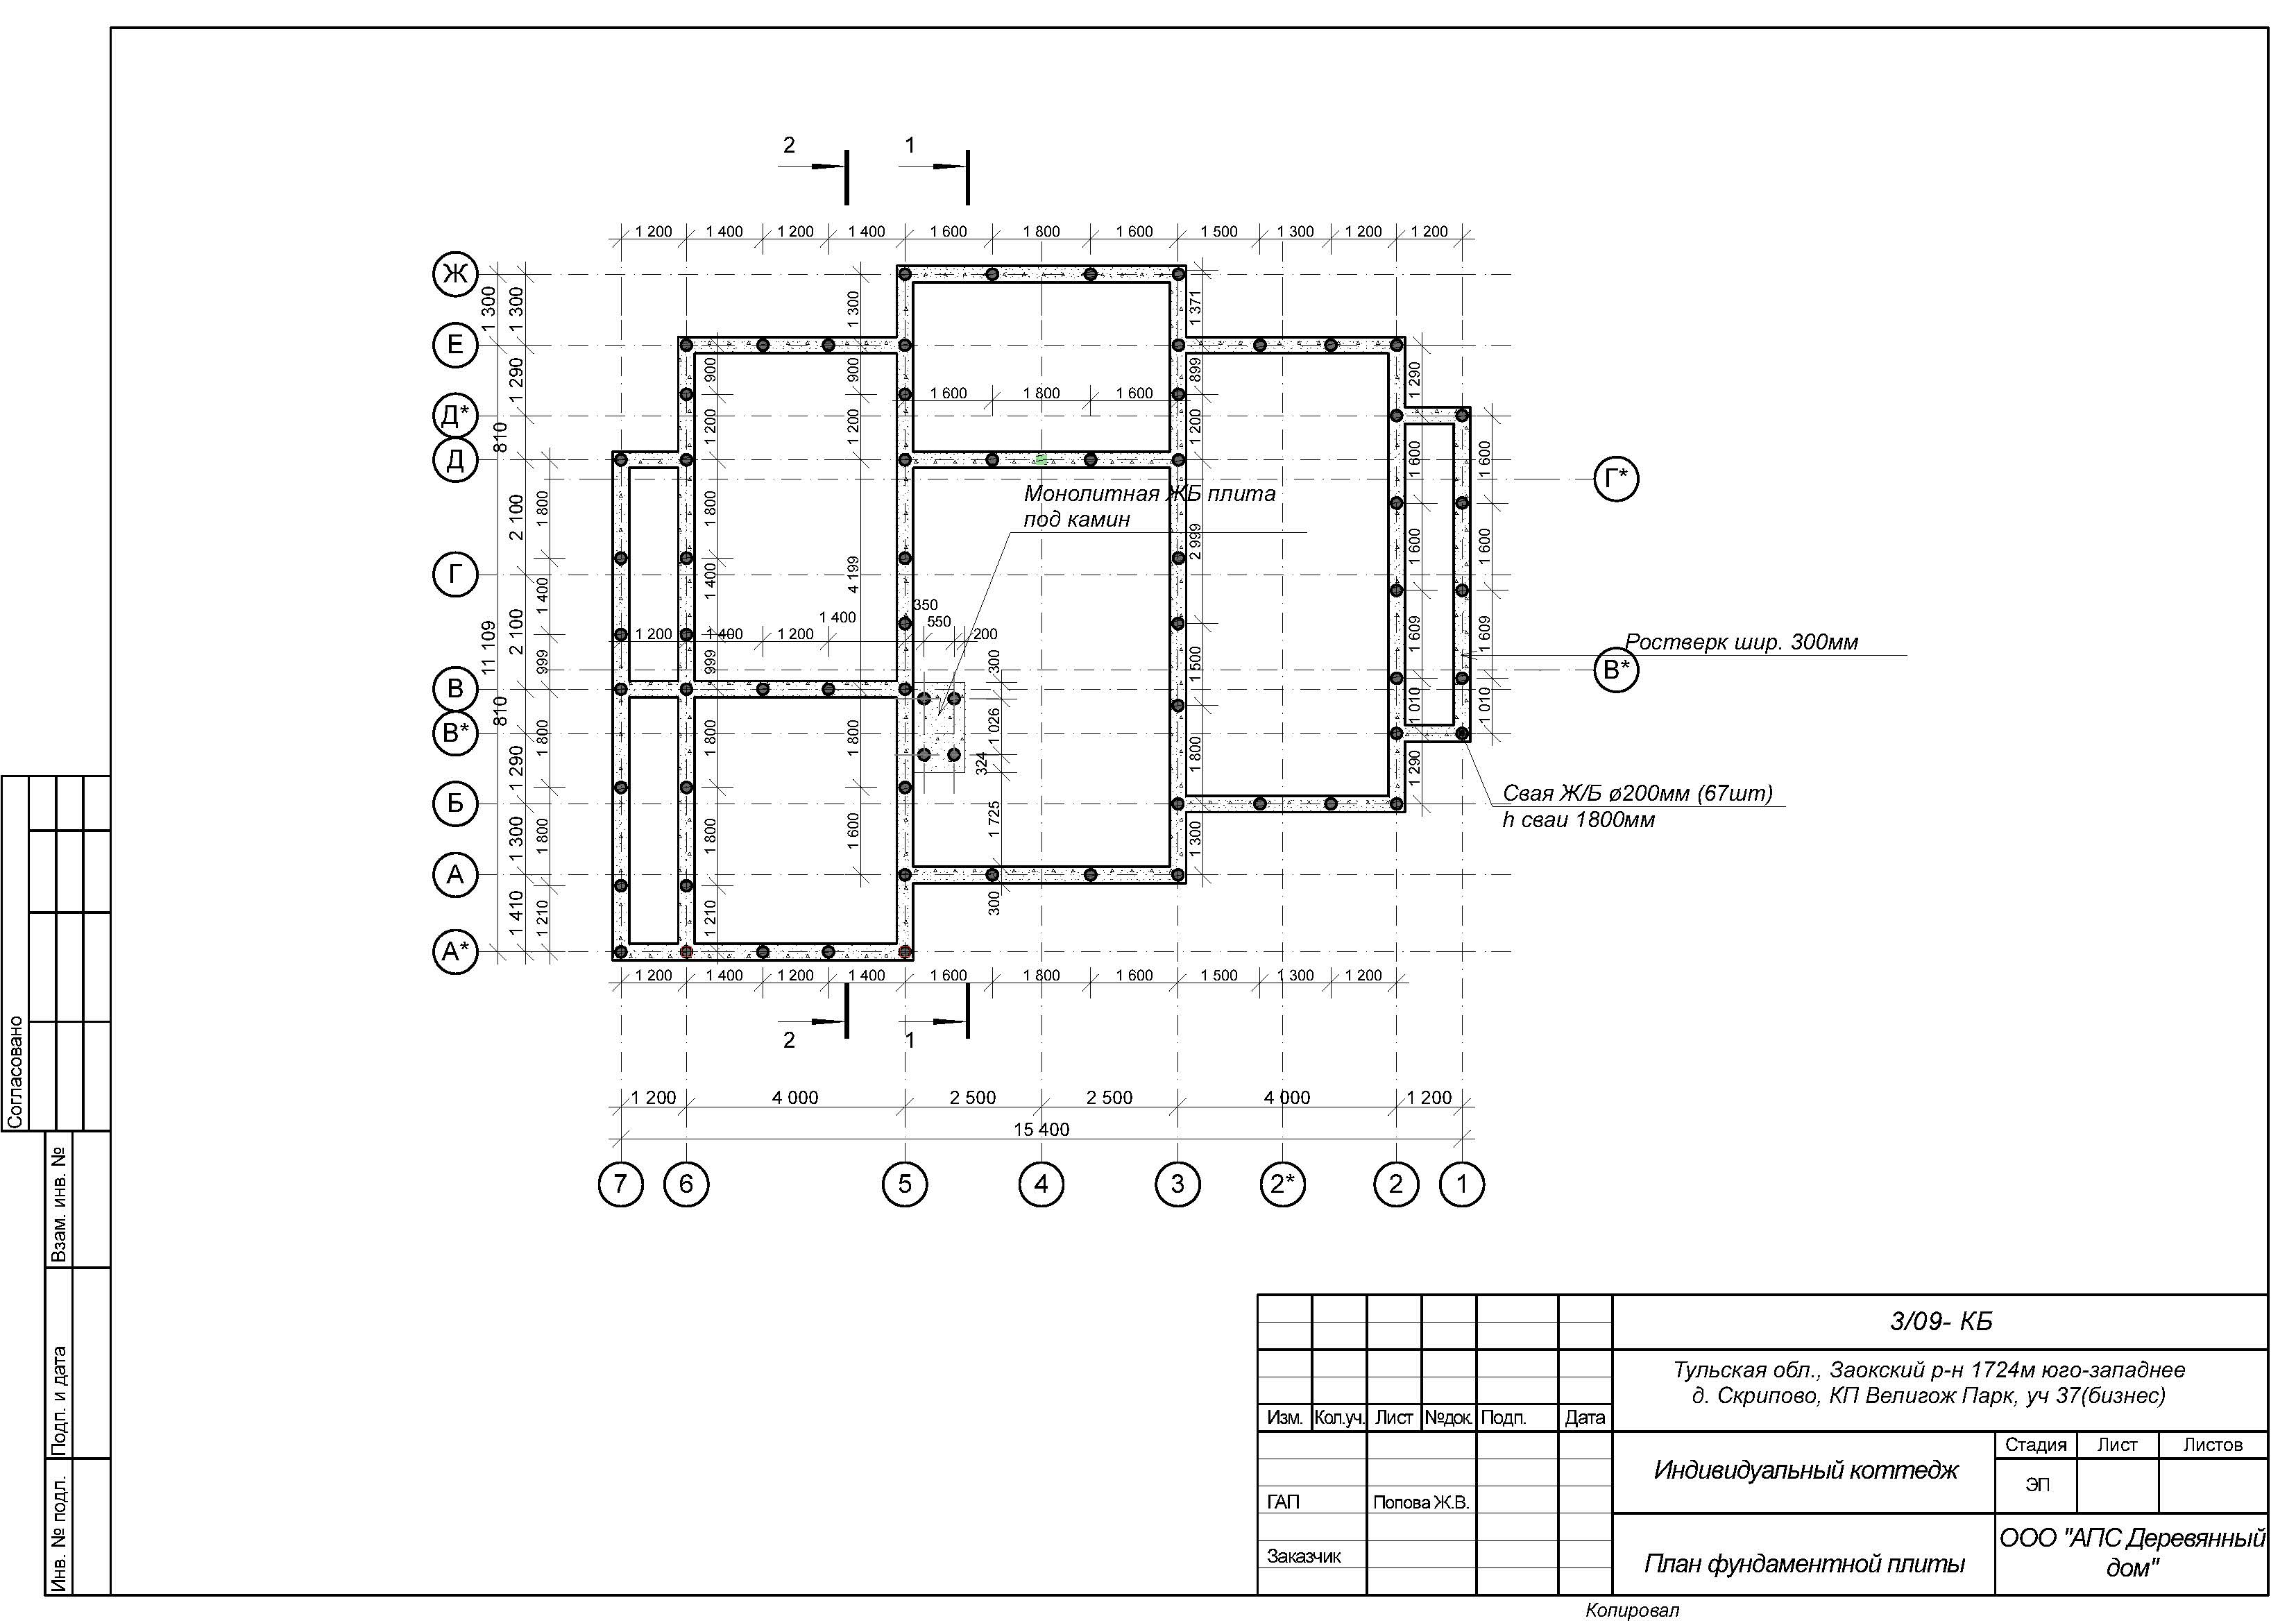 2 1
1 200 1 400 1 200 1 400 1 600 1 800 1 600 1 500 1 300 1 200 1 200
Ж
Е
Д*
Д
Г
В
В*
Б
А
А*
Г*
В*
1 300
11 109
1 300
1 290
810
2 100
2 100
810
1 290
1 300
1 410
1 800
1 400
999
1 800
1 800
1 210
900
1 200
1 800
1 400
999
1 800
1 800
1 210
1 300
900
1 200
4 199
1 800
1 600
1 600 1 800 1 600
1 371
899
1 200
2 999
1 500
1 800
1 300
1 290
1 600
1 600
1 609
1 010
1 290
1 600
1 600
1 609
1 010
Монолитная ЖБ плита
под камин
1 200 1 400 1 200 1 400
350
550
200
300
1 026
324
1 725
300
Ростверк шир. 300мм
Свая Ж/Б ø200мм (67шт)
h сваи 1800мм
1 200 1 400 1 200 1 400 1 600 1 800 1 600 1 500 1 300 1 200
2 1
1 200 4 000 2 500 2 500 4 000 1 200
15 400
7 6 5 4 3 2* 2 1
Согласовано
Взам. инв. №
Подп. и дата
Инв. № подл.
3/09- КБ
Тульская обл., Заокский р-н 1724м юго-западнее
д. Скрипово, КП Велигож Парк, уч 37(бизнес)
Изм. Кол.уч. Лист №док. Подп. Дата
Индивидуальный коттедж
Стадия Лист Листов
ЭП
ГАП Попова Ж.В.
Заказчик
План фундаментной плиты
ООО "АПС Деревянный
дом"
Копировал